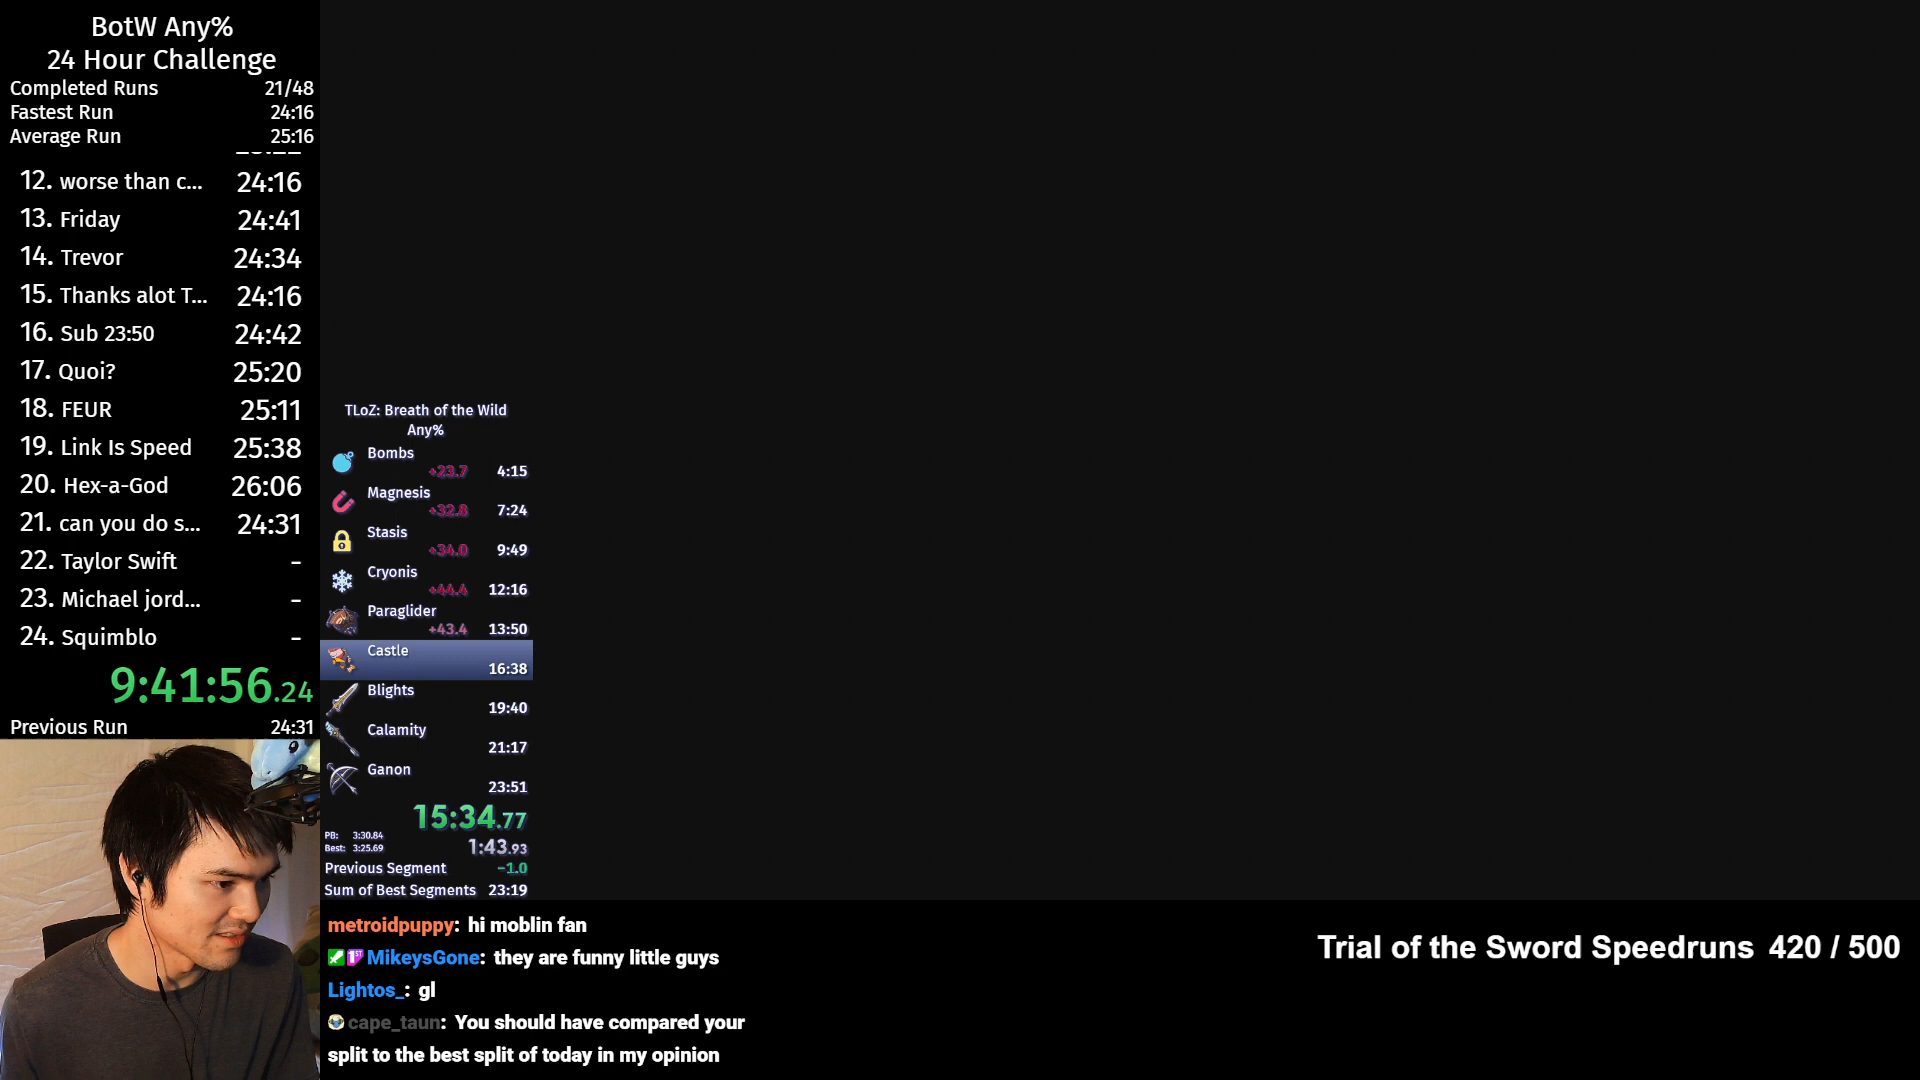 BotW Any%
24 Hour Challenge
Completed Runs 21/48
Fastest Run 24:16
Average Run 25:16
12. worse than c... 24:16
13. Friday 24:41
14. Trevor 24:34
15. Thanks alot T... 24:16
16. Sub 23:50 24:42
17. Quoi? 25:20
18. FEUR 25:11
19. Link Is Speed 25:38
20. Hex-a-God 26:06
21. can you do s... 24:31
22. Taylor Swift -
23. Michael jord... -
24. Squimblo -
9:41:56.24
Previous Run 24:31
TLoZ: Breath of the Wild
Any%
Bombs
+23.7 4:15
Magnesis
+32.8 7:24
Stasis
+34.0 9:49
Cryonis
+44.4 12:16
Paraglider
+43.4 13:50
Castle
16:38
Blights
19:40
Calamity
21:17
Ganon
23:51
15:34.77
PB: 3:30.84
Best: 3:25.69 1:43.93
Previous Segment -1.0
Sum of Best Segments 23:19
metroidpuppy: hi moblin fan
MikeysGone: they are funny little guys
Lightos_: gl
cape_taun: You should have compared your
split to the best split of today in my opinion
Trial of the Sword Speedruns 420 / 500